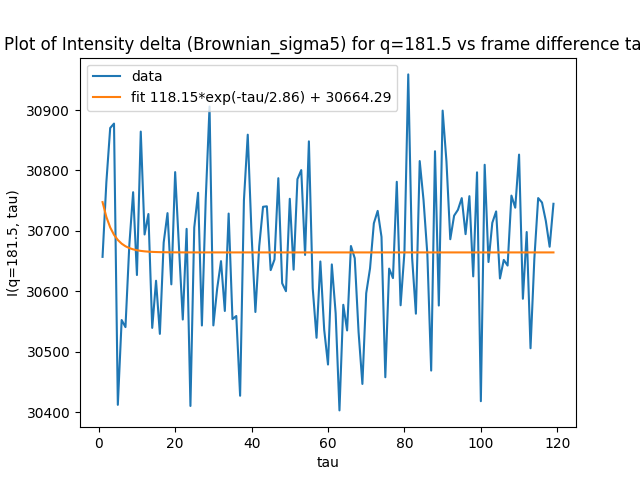 Plot of Intensity delta (Brownian_sigma5) for q=181.5 vs frame difference ta
data
fit 118.15*exp(-tau/2.86) + 30664.29
30900
30800
30700
30600
30500
30400
I(q=181.5, tau)
0 20 40 60 80 100 120
tau